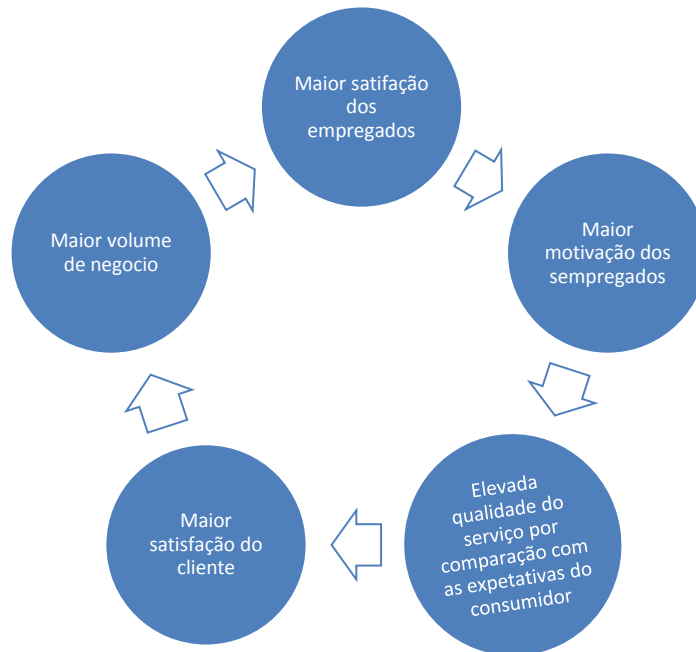 Maior satifação
dos
empregados
Maior
motivação dos
sempregados
Elevada
qualidade do
serviço por
comparação com
as expetativas do
consumidor
Maior
satisfação do
cliente
Maior volume
de negocio